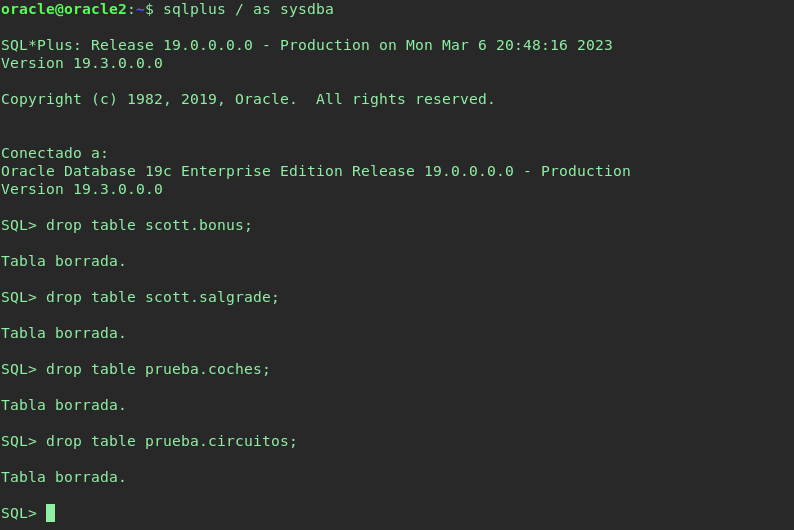 oracle@oracle2:~$ sqlplus / as sysdba
SQL*Plus: Release 19.0.0.0.0 - Production on Mon Mar 6 20:48:16 2023
Version 19.3.0.0.0
Copyright (c) 1982, 2019, Oracle.  All rights reserved.
Conectado a:
Oracle Database 19c Enterprise Edition Release 19.0.0.0.0 - Production
Version 19.3.0.0.0
SQL> drop table scott.bonus;
Tabla borrada.
SQL> drop table scott.salgrade;
Tabla borrada.
SQL> drop table prueba.coches;
Tabla borrada.
SQL> drop table prueba.circuitos;
Tabla borrada.
SQL>